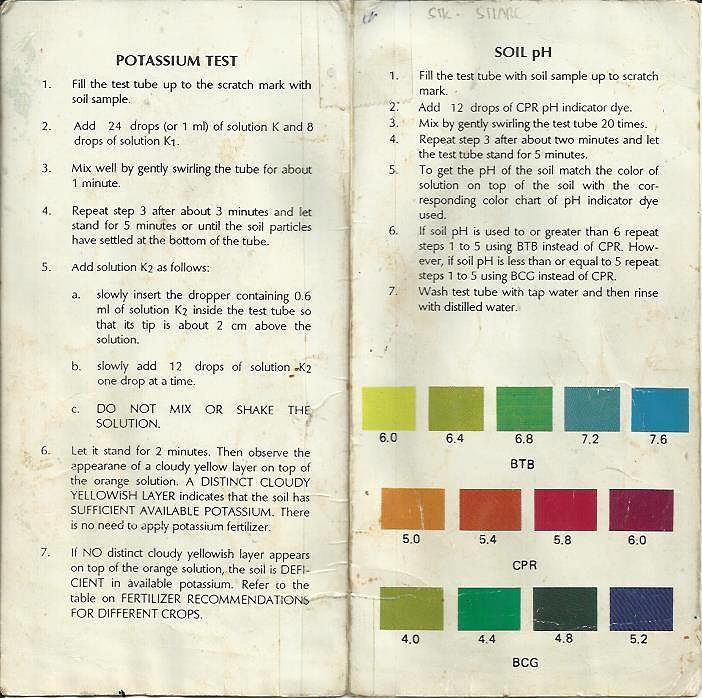 POTASSIUM TEST
1. Fill the test tube up to the scratch mark with
soil sample.
2. Add 24 drops (or 1 ml) of solution K and 8
drops of solution K1.
3. Mix well by gently swirling the tube for about
1 minute.
4. Repeat step 3 after about 3 minutes and let
stand for 5 minutes or until the soil particles
have settled at the bottom of the tube.
5. Add solution K2 as follows:
a. slowly insert the dropper containing 0.6
ml of solution K2 inside the test tube so
that its tip is about 2 cm above the
solution.
b. slowly add 12 drops of solution K2
one drop at a time.
c. DO NOT MIX OR SHAKE THE
SOLUTION.
6. Let it stand for 2 minutes. Then observe the
appearane of a cloudy yellow layer on top of
the orange solution. A DISTINCT CLOUDY
YELLOWISH LAYER indicates that the soil has
SUFFICIENT AVAILABLE POTASSIUM. There
is no need to apply potassium fertilizer.
7. If NO distinct cloudy yellowish layer appears
on top of the orange solution, the soil is DEFI-
CIENT in available potassium. Refer to the
table on FERTILIZER RECOMMENDATIONS
FOR DIFFERENT CROPS.
STK -
SOIL pH
1. Fill the test tube with soil sample up to scratch
mark.
2. Add 12 drops of CPR pH indicator dye.
3. Mix by gently swirling the test tube 20 times.
4. Repeat step 3 after about two minutes and let
the test tube stand for 5 minutes.
5. To get the pH of the soil match the color of
solution on top of the soil with the cor-
responding color chart of pH indicator dye
used.
6. If soil pH is used to or greater than 6 repeat
steps 1 to 5 using BTB instead of CPR. How-
ever, if soil pH is less than or equal to 5 repeat
steps 1 to 5 using BCG instead of CPR.
7. Wash test tube with tap water and then rinse
with distilled water.
6.0 6.4 6.8 7.2 7.6
BTB
5.0 5.4 5.8 6.0
CPR
4.0 4.4 4.8 5.2
BCG